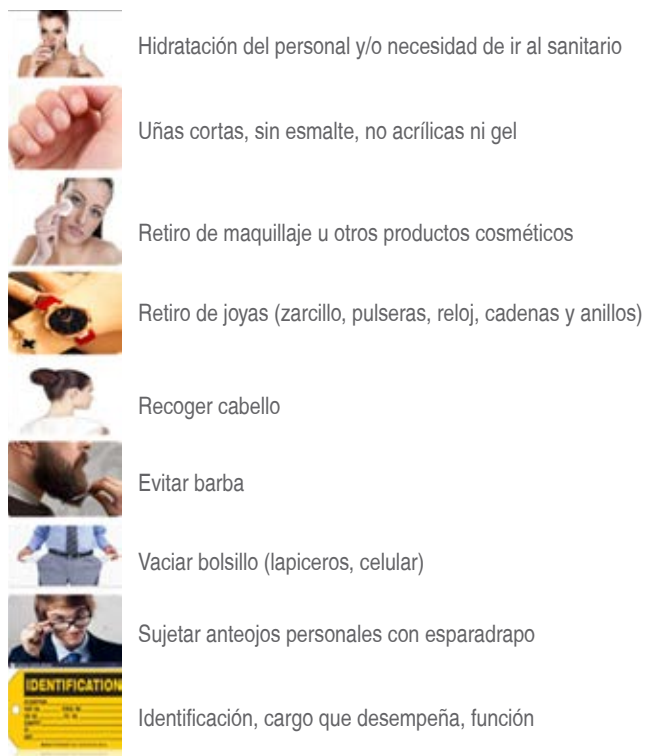 Hidratación del personal y/o necesidad de ir al sanitario
Uñas cortas, sin esmalte, no acrílicas ni gel
Retiro de maquillaje u otros productos cosméticos
Retiro de joyas (zarcillo, pulseras, reloj, cadenas y anillos)
Recoger cabello
Evitar barba
Vaciar bolsillo (lapiceros, celular)
Sujetar anteojos personales con esparadrapo
IDENTIFICATION
Identificación, cargo que desempeña, función